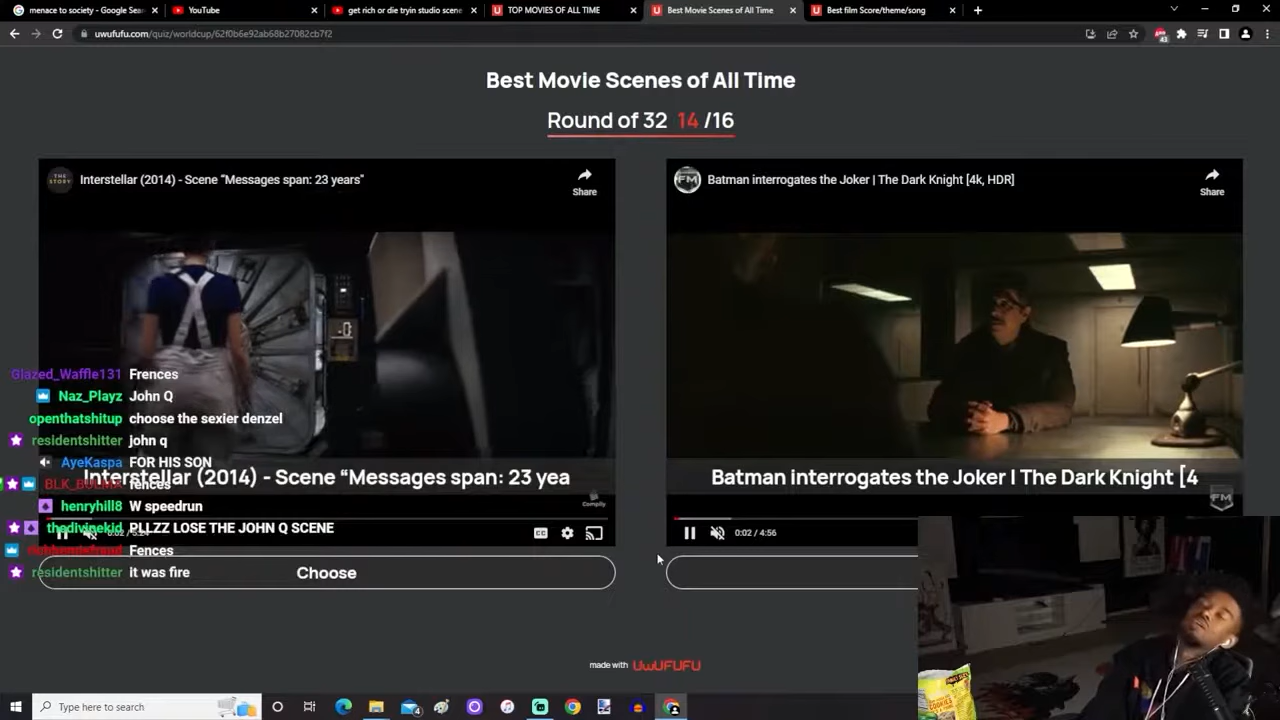 menace to society - Google Sear
YouTube
get rich or die tryin studio scene
TOP MOVIES OF ALL TIME
Best Movie Scenes of All Time
Best film Score/theme/song
uwufufu.com/quiz/worldcup/62f0b6e92ab68b27082cb7f2
Best Movie Scenes of All Time
Round of 32 14 /16
THE STORY
Interstellar (2014) - Scene “Messages span: 23 years”
Share
FM
Batman interrogates the Joker | The Dark Knight [4k, HDR]
Share
Glazed_Waffle131 Frences
Naz_Playz John Q
openthatshitup choose the sexier denzel
residentshitter john q
AyeKaspa FOR HIS SON
fences
Interstellar (2014) - Scene “Messages span: 23 yea
Batman interrogates the Joker | The Dark Knight [4
FM
henryhill8 W speedrun
thedivinekid PLLZZ LOSE THE JOHN Q SCENE
CC
0:02 / 4:56
Fences
residentshitter it was fire
Choose
made with UWUFUFU
Type here to search